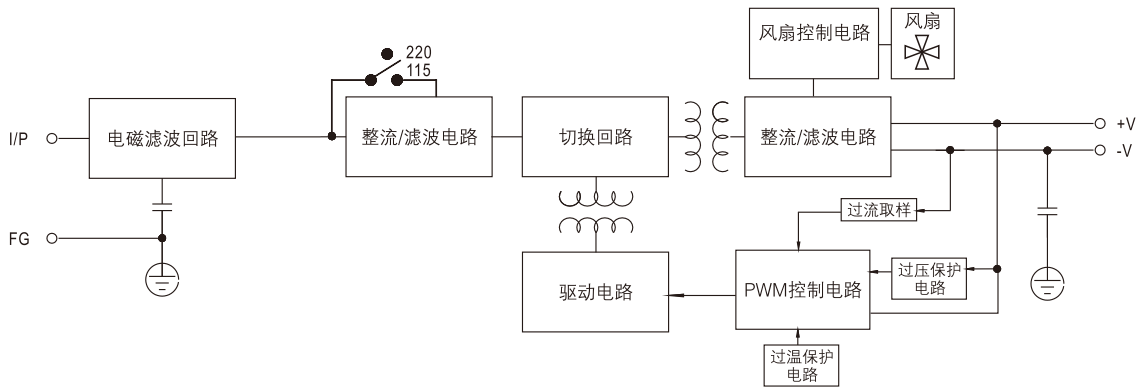 风扇控制电路
风扇
220
115
I/P
电磁滤波回路
整流/滤波电路
切换回路
整流/滤波电路
+V
-V
过流取样
FG
驱动电路
PWM控制电路
过压保护
电路
过温保护
电路